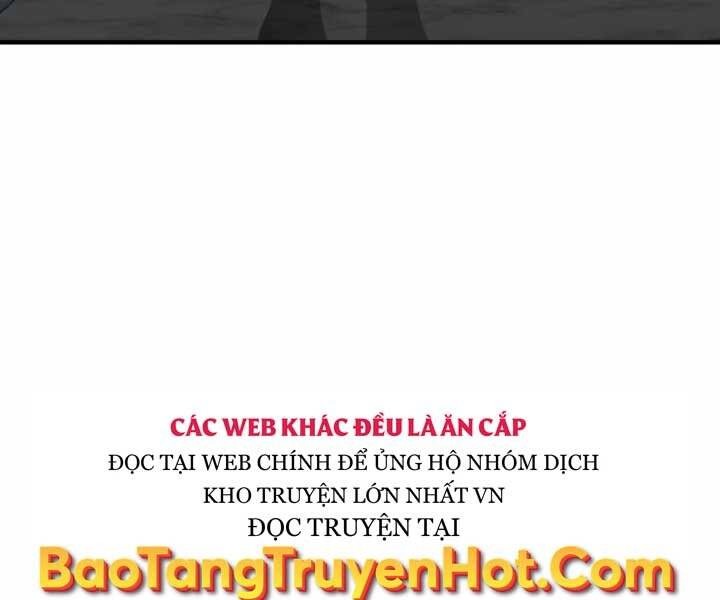 CÁC WEB KHÁC ĐỀU LÀ ĂN CẮP
ĐỌC TẠI WEB CHÍNH ĐỂ ỦNG HỘ NHÓM DỊCH
KHO TRUYỆN LỚN NHẤT VN
ĐỌC TRUYỆN TẠI
BaoTangTruyenHot.Com